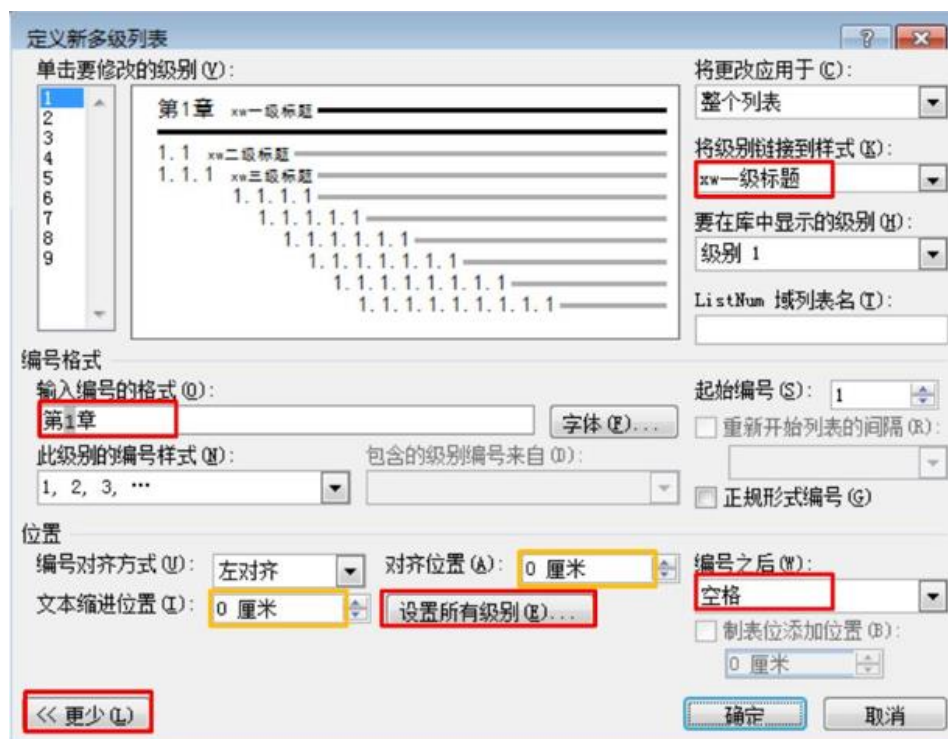 定义新多级列表
单击要修改的级别(V):
将更改应用于(C):
1
2
3
4
5
6
7
8
9
第1章 xw一级标题
1.1 xw二级标题
1.1.1 xw三级标题
1.1.1.1
1.1.1.1.1
1.1.1.1.1.1
1.1.1.1.1.1.1
1.1.1.1.1.1.1.1
1.1.1.1.1.1.1.1.1
整个列表
将级别链接到样式(K):
xw一级标题
要在库中显示的级别(H):
级别 1
ListNum 域列表名(T):
编号格式
输入编号的格式(O):
第1章
字体(F)...
起始编号(S): 1
重新开始列表的间隔(R):
此级别的编号样式(N):
包含的级别编号来自(D):
1, 2, 3, …
正规形式编号(G)
位置
编号对齐方式(U): 左对齐
对齐位置(A): 0 厘米
编号之后(W):
文本缩进位置(I): 0 厘米
设置所有级别(E)...
空格
制表位添加位置(B):
0 厘米
<< 更少(L)
确定
取消